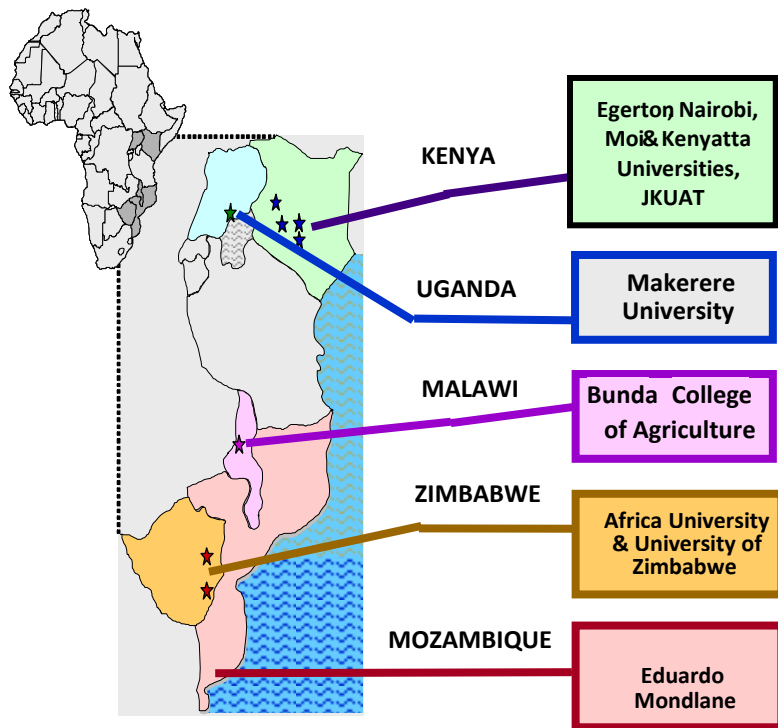 KENYA
Egerton, Nairobi,
Moi& Kenyatta
Universities,
JKUAT
UGANDA
Makerere
University
MALAWI
Bunda College
of Agriculture
ZIMBABWE
Africa University
& University of
Zimbabwe
MOZAMBIQUE
Eduardo
Mondlane